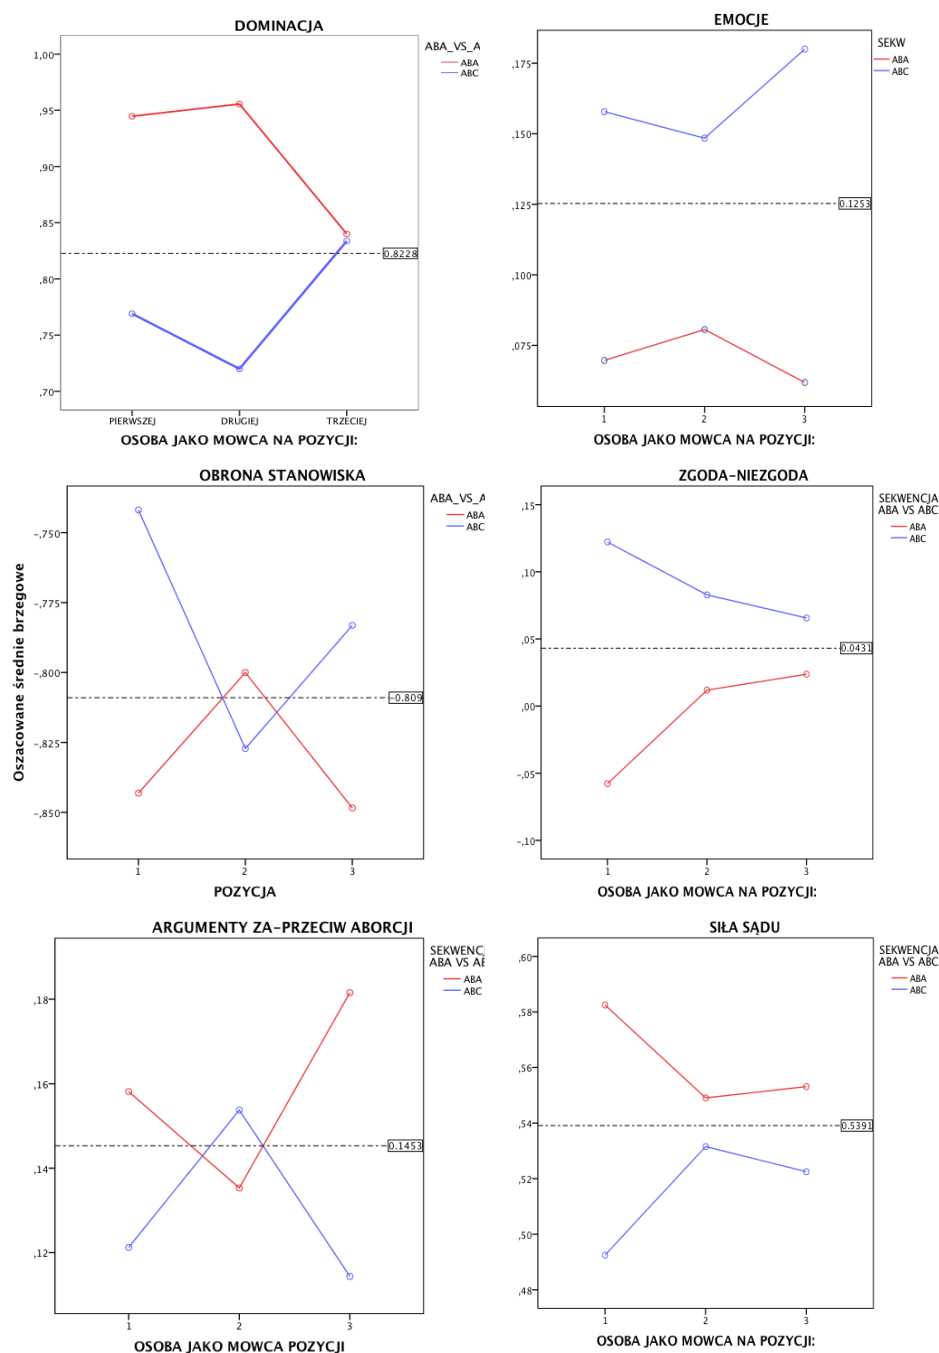 DOMINACJA
ABA_VS_A
ABA
ABC
1,00
,95
,90
,85
,80
,75
,70
0.8228
PIERWSZEJ DRUGIEJ TRZECIEJ
OSOBA JAKO MOWCA NA POZYCJI:
EMOCJE
SEKW
ABA
ABC
,175
,150
,125
,100
,075
0.1253
1 2 3
OSOBA JAKO MOWCA NA POZYCJI:
OBRONA STANOWISKA
ABA_VS_A
ABA
ABC
Oszacowane średnie brzegowe
-,750
-,775
-,800
-,825
-,850
-0.809
1 2 3
POZYCJA
ZGODA-NIEZGODA
SEKWENCJA
ABA VS ABC
ABA
ABC
,15
,10
,05
,00
-,05
-,10
0.0431
1 2 3
OSOBA JAKO MOWCA NA POZYCJI:
ARGUMENTY ZA-PRZECIW ABORCJI
SEKWENCJ
ABA VS AB
ABA
ABC
,18
,16
,14
,12
0.1453
1 2 3
OSOBA JAKO MOWCA POZYCJI
SIŁA SĄDU
SEKWENCJA
ABA VS ABC
ABA
ABC
,60
,58
,56
,54
,52
,50
,48
0.5391
1 2 3
OSOBA JAKO MOWCA NA POZYCJI: